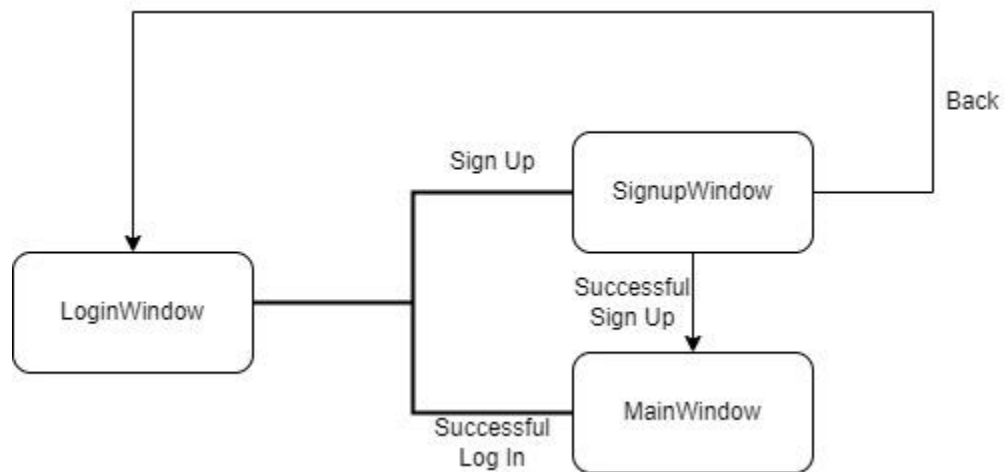 Back
Sign Up
SignupWindow
LoginWindow
Successful
Sign Up
MainWindow
Successful
Log In